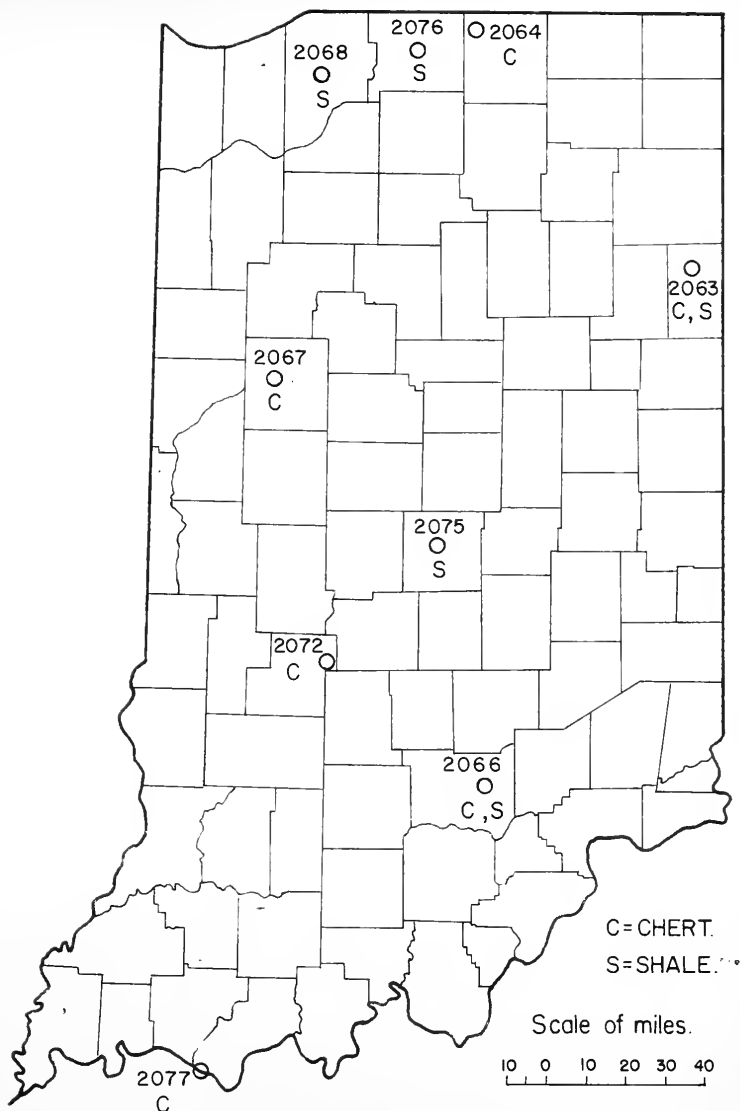 2076
2064
C
S
2068
S
2063
C, S
2067
C
2075
S
2072
C
2066
C, S
C = CHERT.
S = SHALE.
Scale of miles.
10 0 10 20 30 40
2077
C